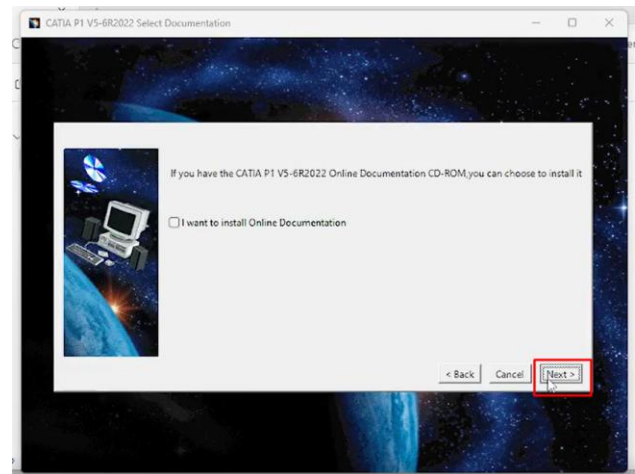 CATIA P1 V5-6R2022 Select Documentation
If you have the CATIA P1 V5-6R2022 Online Documentation CD-ROM,you can choose to install it
I want to install Online Documentation
< Back
Cancel
Next >